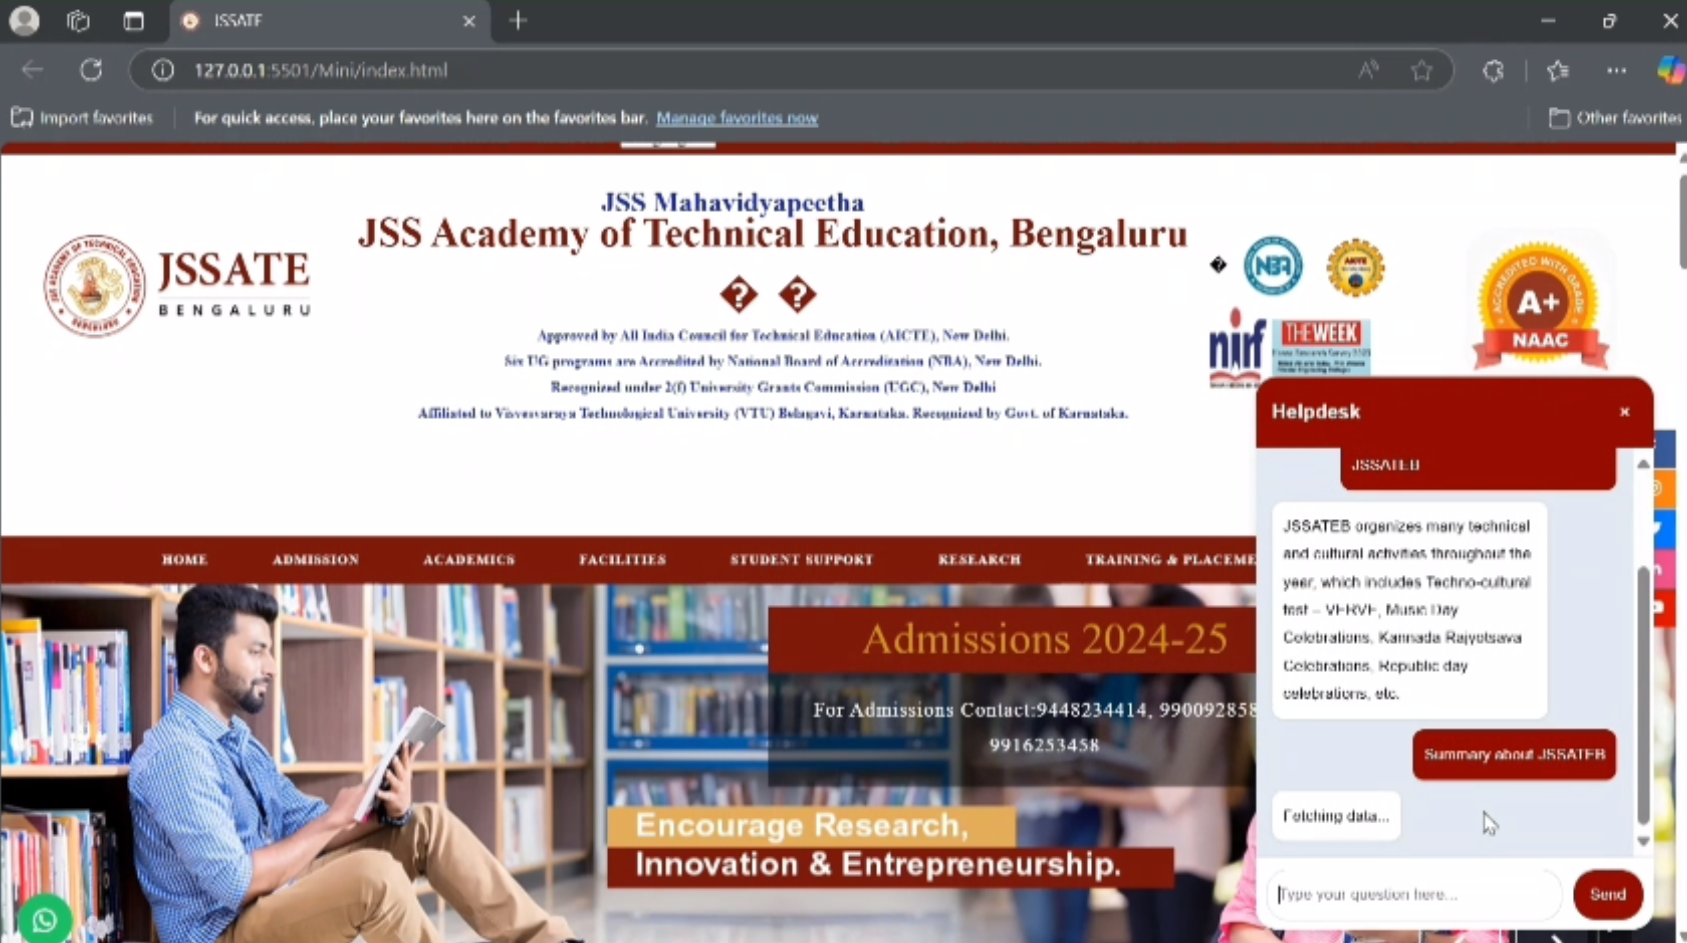 JSSATE
127.0.0.1:5501/Mini/index.html
Import favorites
For quick access, place your favorites here on the favorites bar. Manage favorites now
Other favorites
JSS Mahavidyapeetha
JSS Academy of Technical Education, Bengaluru
JSSATE
BENGALURU
Approved by All India Council for Technical Education (AICTE), New Delhi.
Six UG programs are Accredited by National Board of Accreditation (NBA), New Delhi.
Recognized under 2(f) University Grants Commission (UGC), New Delhi
Affiliated to Visvesvaraya Technological University (VTU) Belagavi, Karnataka. Recognized by Govt. of Karnataka.
NBA
AICTE
nirf
THE WEEK
ACCREDITED WITH GRADE
A+
NAAC
HOME ADMISSION ACADEMICS FACILITIES STUDENT SUPPORT RESEARCH TRAINING & PLACEME
Admissions 2024-25
For Admissions Contact:9448234414, 990092858
9916253458
Encourage Research,
Innovation & Entrepreneurship.
Helpdesk
JSSATEB
JSSATEB organizes many technical
and cultural activities throughout the
year, which includes Techno-cultural
fest – VERVE, Music Day
Celebrations, Kannada Rajyotsava
Celebrations, Republic day
celebrations, etc.
Summary about JSSATEB
Fetching data...
Type your question here...
Send